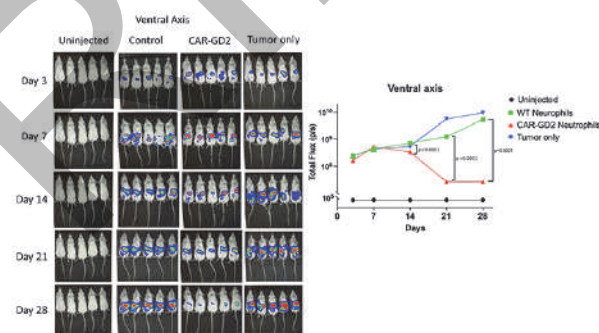 Ventral Axis
Uninjected Control CAR-GD2 Tumor only
Day 3
Day 7
Day 14
Day 21
Day 28
Ventral axis
Uninjected
WT Neurophils
CAR-GD2 Neutrophils
Tumor only
Total Flux (p/s)
0 7 14 21 28
Days